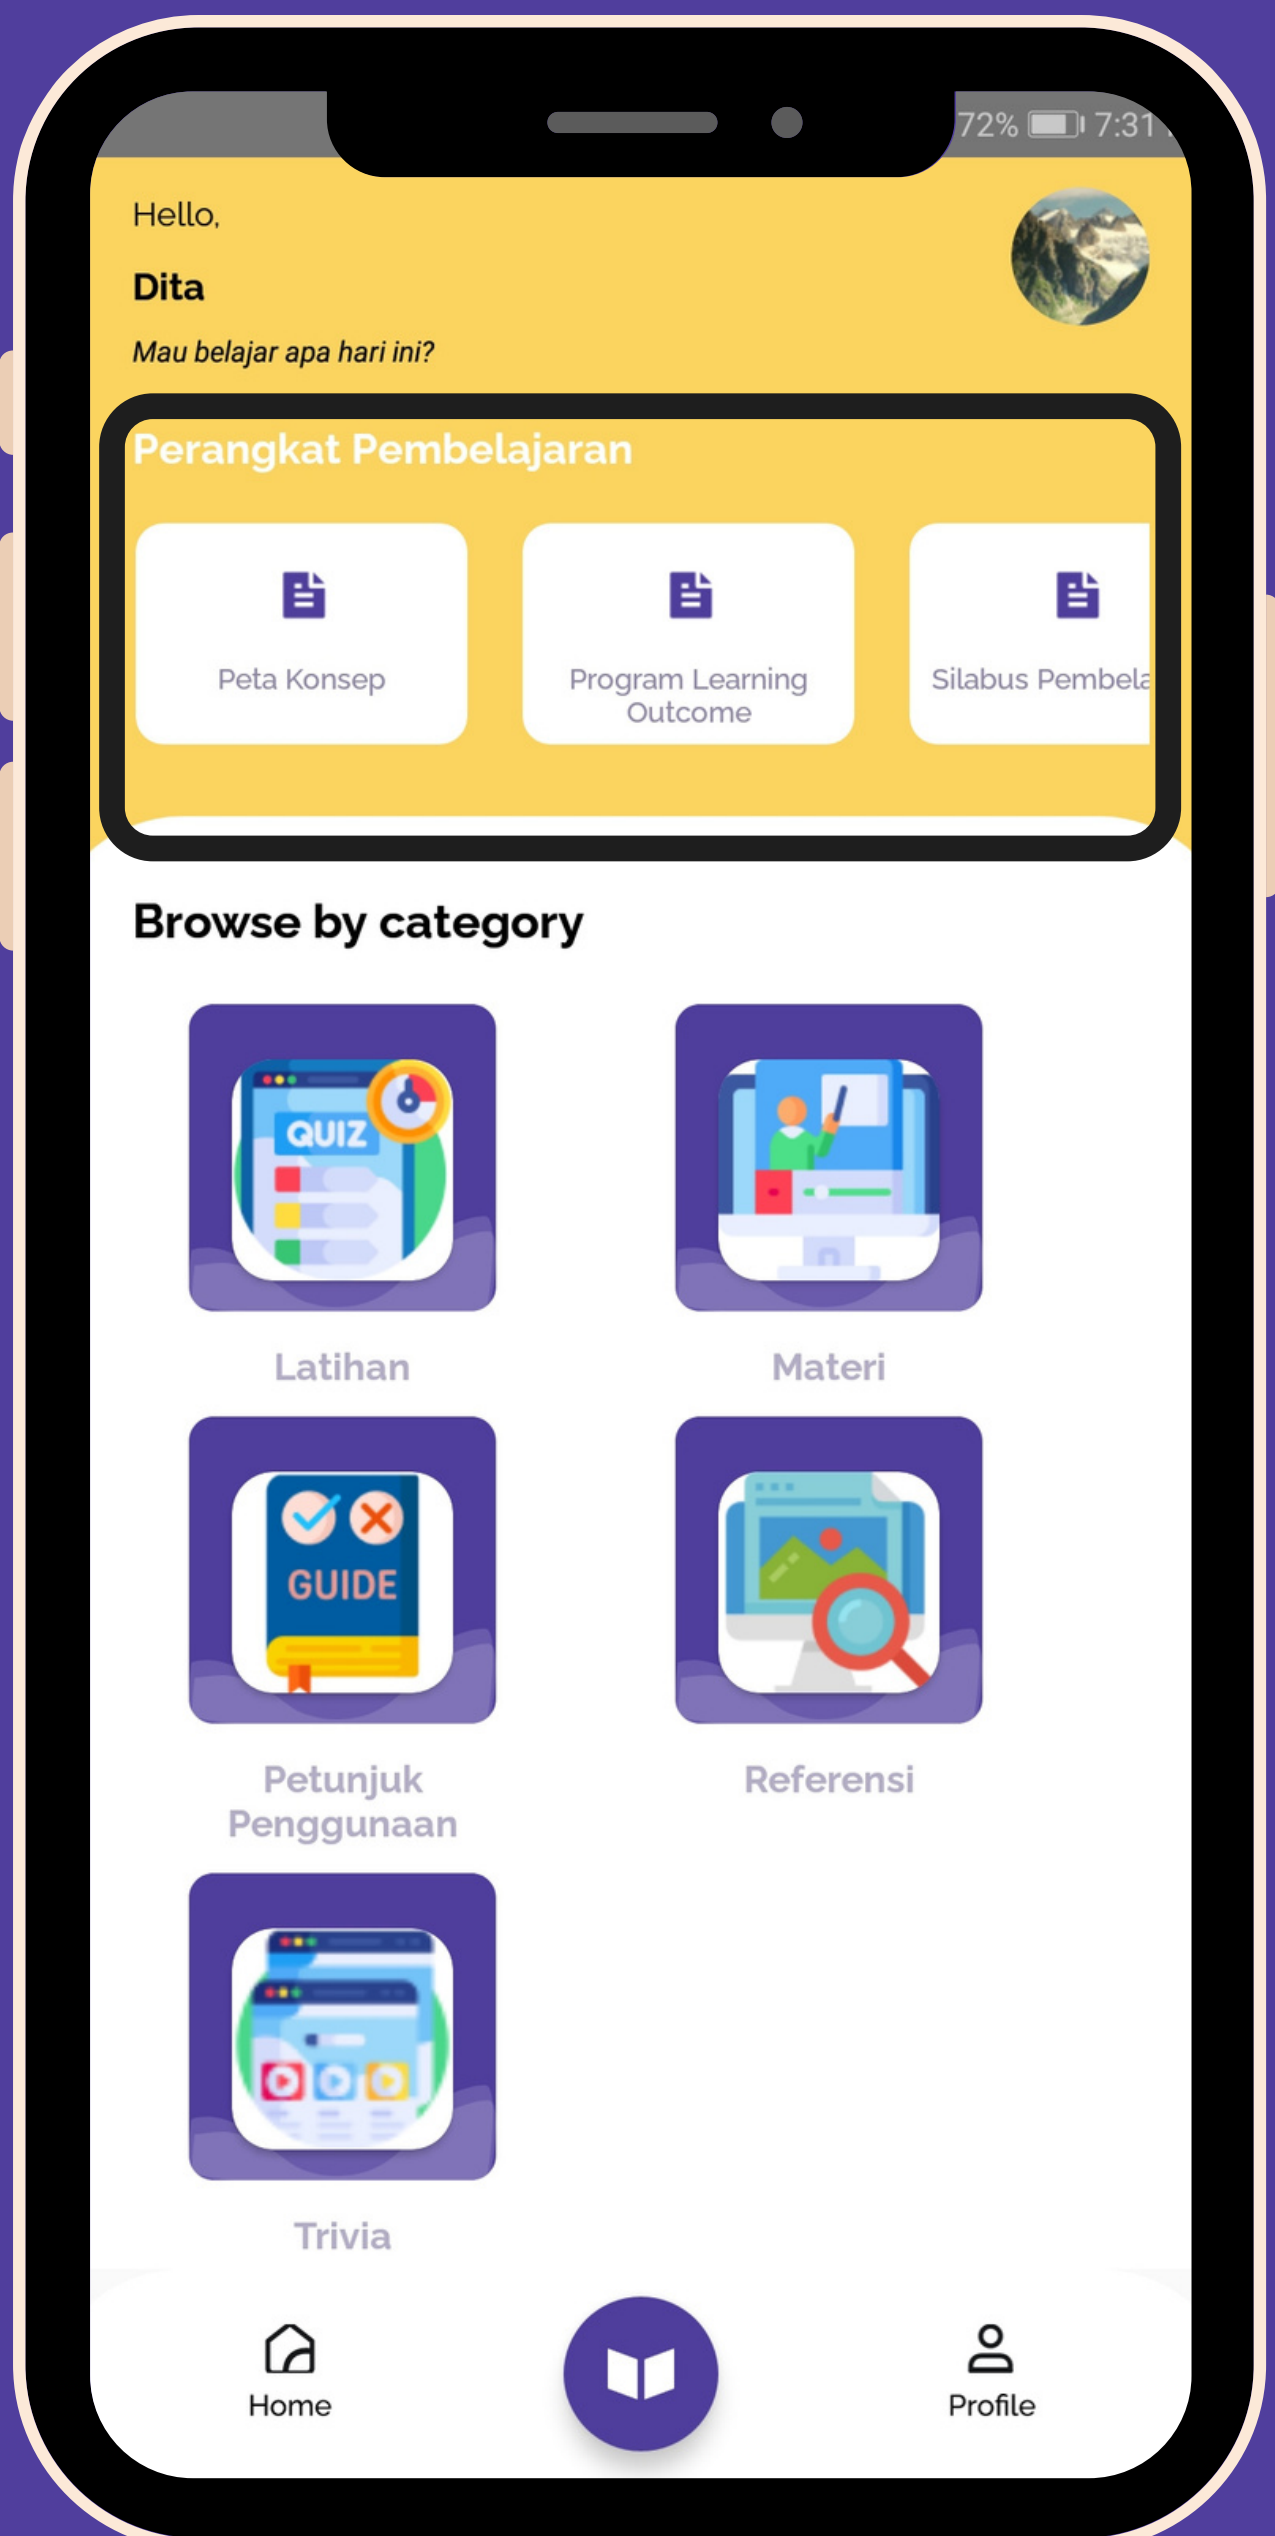 72% 7:31
Hello,
Dita
Mau belajar apa hari ini?
Perangkat Pembelajaran
Peta Konsep
Program Learning
Outcome
Silabus
Browse by category
QUIZ
Latihan
Materi
GUIDE
Petunjuk
Penggunaan
Referensi
Trivia
Home
Profile